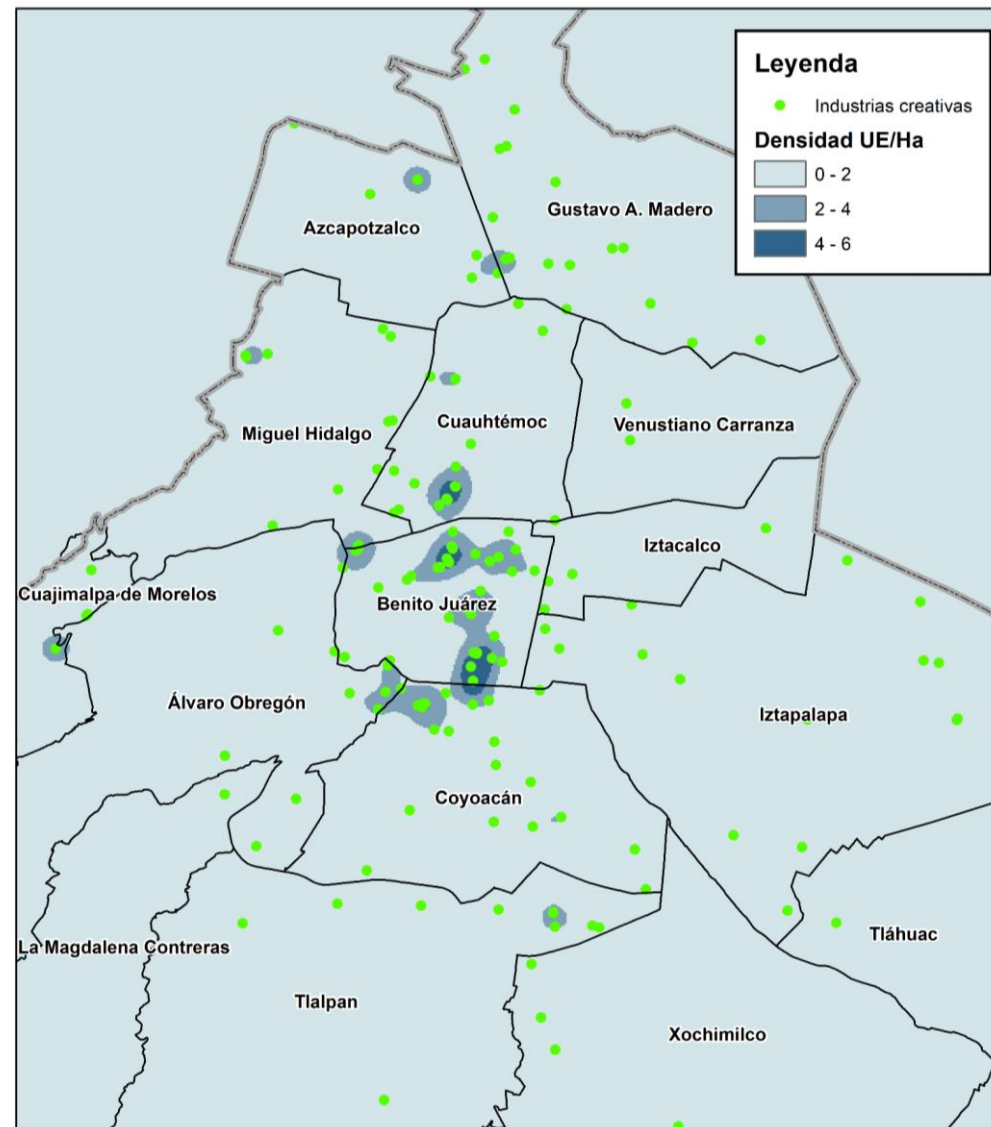 Leyenda
Industrias creativas
Densidad UE/Ha
0 - 2
2 - 4
4 - 6
Gustavo A. Madero
Azcapotzalco
Cuauhtémoc
Venustiano Carranza
Miguel Hidalgo
Iztacalco
Cuajimalpa de Morelos
Benito Juárez
Álvaro Obregón
Iztapalapa
Coyoacán
Tláhuac
La Magdalena Contreras
Tlalpan
Xochimilco